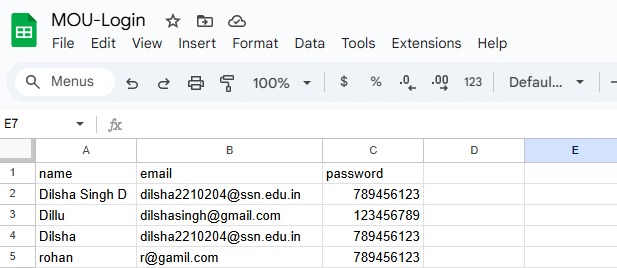 MOU-Login
File Edit View Insert Format Data Tools Extensions Help
Menus 100% $ % .0 .00 123 Defaul...
E7 fx
A B C D E
1 name email password
2 Dilsha Singh D dilsha2210204@ssn.edu.in 789456123
3 Dillu dilshasingh@gmail.com 123456789
4 Dilsha dilsha2210204@ssn.edu.in 789456123
5 rohan r@gamil.com 789456123